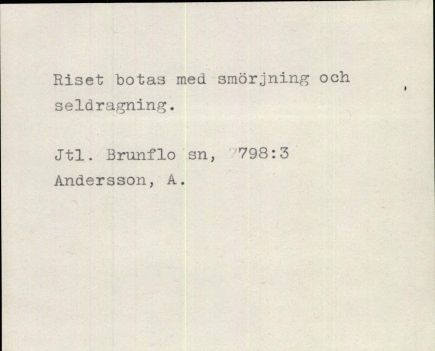 Riset botas med smörjning och
seldragning.
Jtl. Brunflo sn, 798:3
Andersson, A.